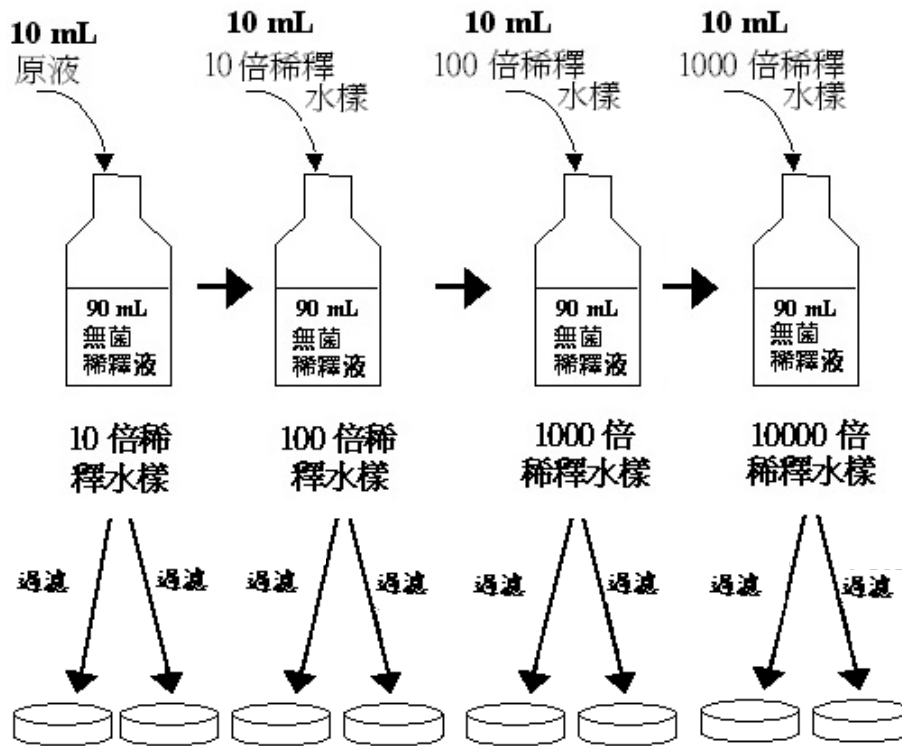 10 mL
原液
10 mL
10 倍稀釋
水樣
10 mL
100 倍稀釋
水樣
10 mL
1000 倍稀釋
水樣
90 mL
無菌
稀釋液
90 mL
無菌
稀釋液
90 mL
無菌
稀釋液
90 mL
無菌
稀釋液
10 倍稀
釋水樣
100 倍稀
釋水樣
1000 倍
稀釋水樣
10000 倍
稀釋水樣
過濾
過濾
過濾
過濾
過濾
過濾
過濾
過濾